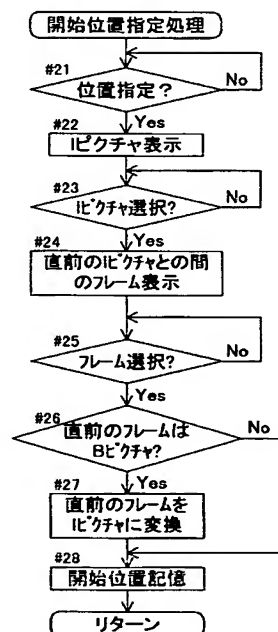 開始位置指定処理
#21
位置指定？
No
Yes
#22
Iピクチャ表示
#23
Iピクチャ選択？
No
Yes
#24
直前のIピクチャとの間
のフレーム表示
#25
フレーム選択？
No
Yes
#26
直前のフレームは
Bピクチャ？
No
Yes
#27
直前のフレームを
Iピクチャに変換
#28
開始位置記憶
リターン